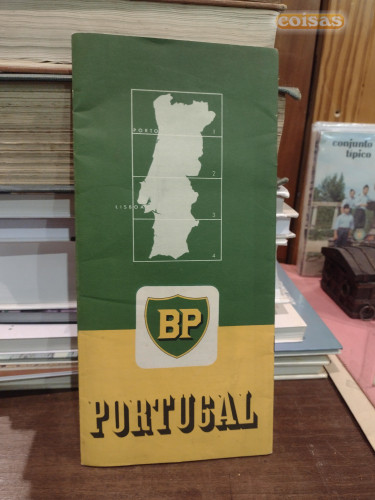 coisas
PORTO
1
2
LISBOA
3
4
BP
PORTUGAL
conjunto
típico